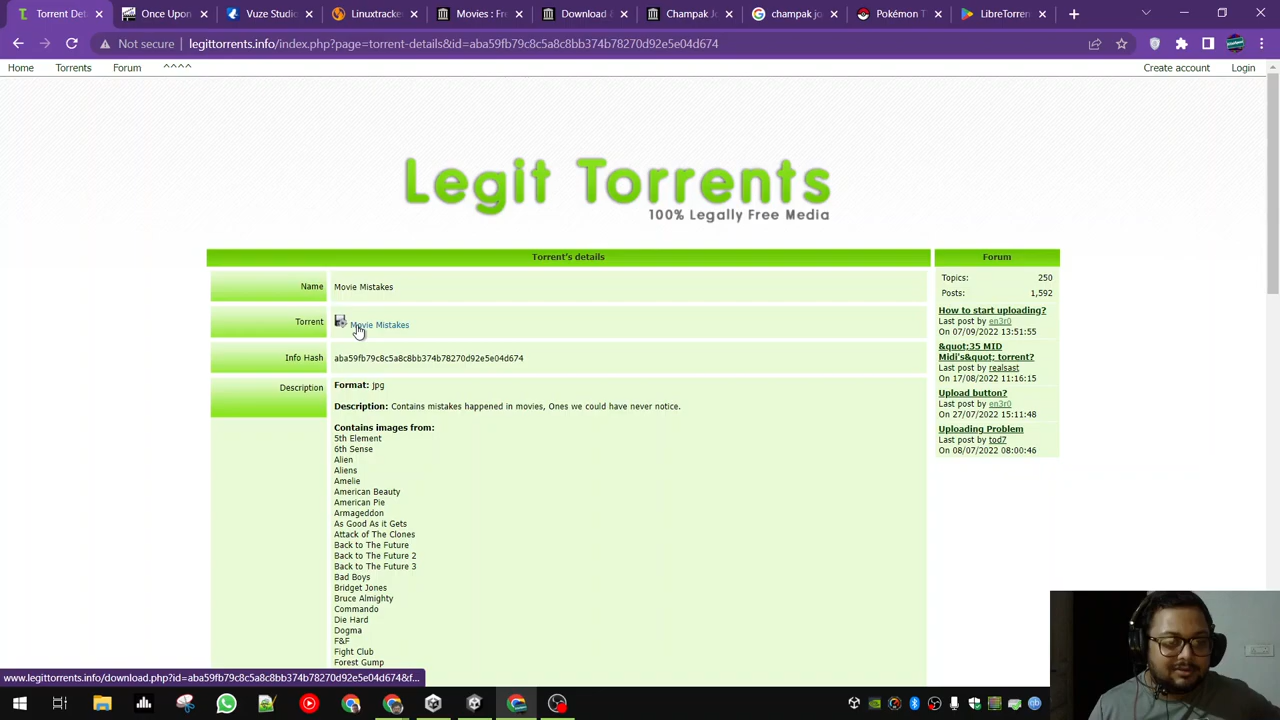 Torrent De
Once Upon
Vuze Studio
Linuxtracke
Movies : Fre
Download &
Champak Jo
champak jo
Pokémon T
LibreTorren
Not secure
legittorrents.info/index.php?page=torrent-details&id=aba59fb79c8c5a8c8bb374b78270d92e5e04d674
Home Torrents Forum ^^^^
Create account Login
Legit Torrents
100% Legally Free Media
Torrent's details
Name
Movie Mistakes
Torrent
Movie Mistakes
Info Hash
aba59fb79c8c5a8c8bb374b78270d92e5e04d674
Description
Format: jpg
Description: Contains mistakes happened in movies, Ones we could have never notice.
Contains images from:
5th Element
6th Sense
Alien
Aliens
Amelie
American Beauty
American Pie
Armageddon
As Good As it Gets
Attack of The Clones
Back to The Future
Back to The Future 2
Back to The Future 3
Bad Boys
Bridget Jones
Bruce Almighty
Commando
Die Hard
Dogma
F&F
Fight Club
Forest Gump
Forum
Topics: 250
Posts: 1,592
How to start uploading?
Last post by en3r0
On 07/09/2022 13:51:55
&quot;35 MID
Midi's&quot; torrent?
Last post by realsast
On 17/08/2022 11:16:15
Upload button?
Last post by en3r0
On 27/07/2022 15:11:48
Uploading Problem
Last post by tod7
On 08/07/2022 08:00:46
www.legittorrents.info/download.php?id=aba59fb79c8c5a8c8bb374b78270d92e5e04d674&f...